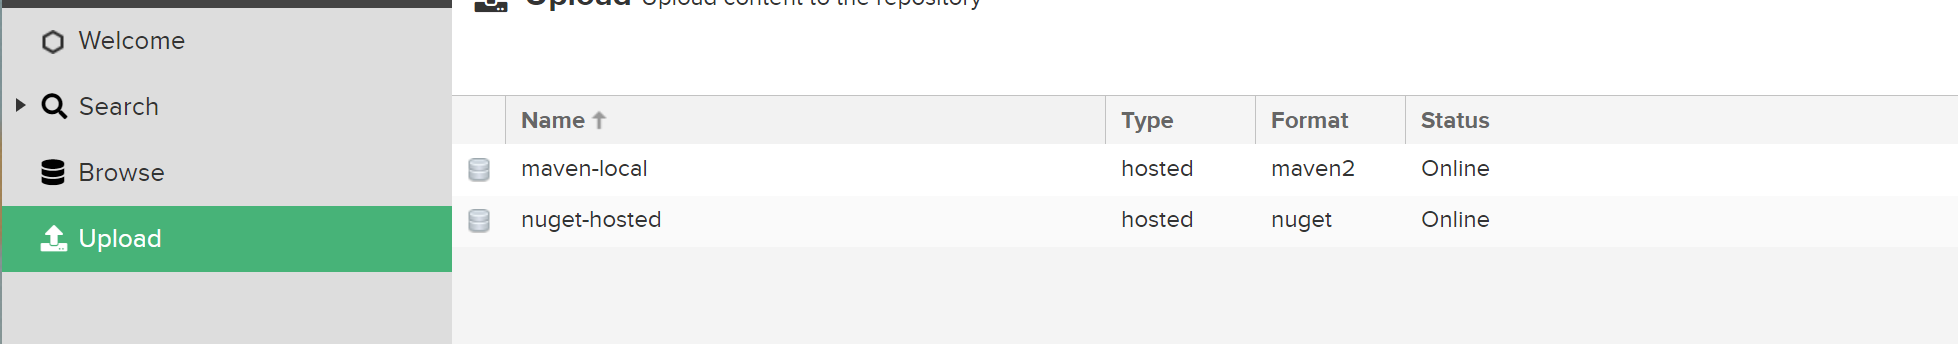 Upload Upload content to the repository
Welcome
Search
Browse
Upload
Name Type Format Status
maven-local hosted maven2 Online
nuget-hosted hosted nuget Online